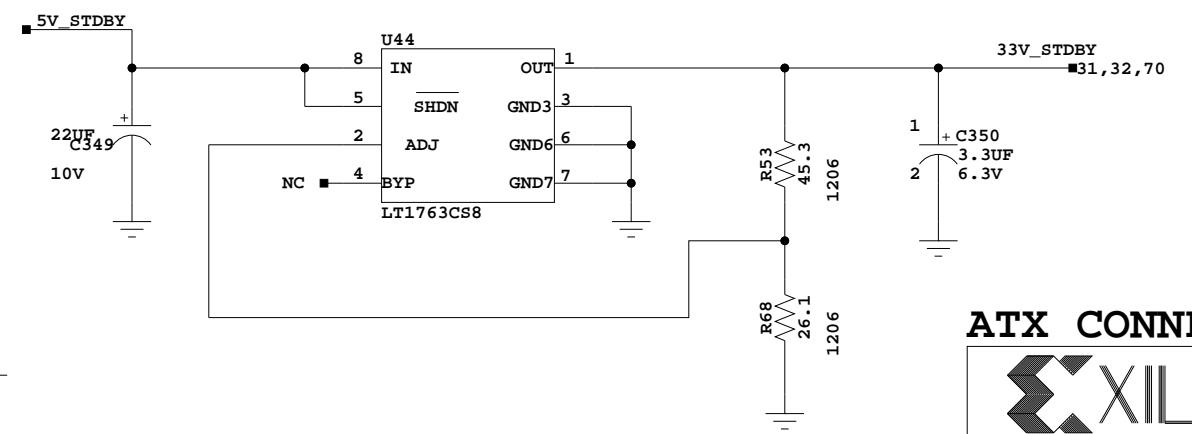 5V_STDBY
22UF
C349
10V
+
U44
8 IN
5 SHDN
2 ADJ
NC 4 BYP
OUT 1
GND3 3
GND6 6
GND7 7
LT1763CS8
33V_STDBY
31,32,70
R53
45.3
1206
R68
26.1
1206
1
+ C350
3.3UF
2 6.3V
ATX
XIL